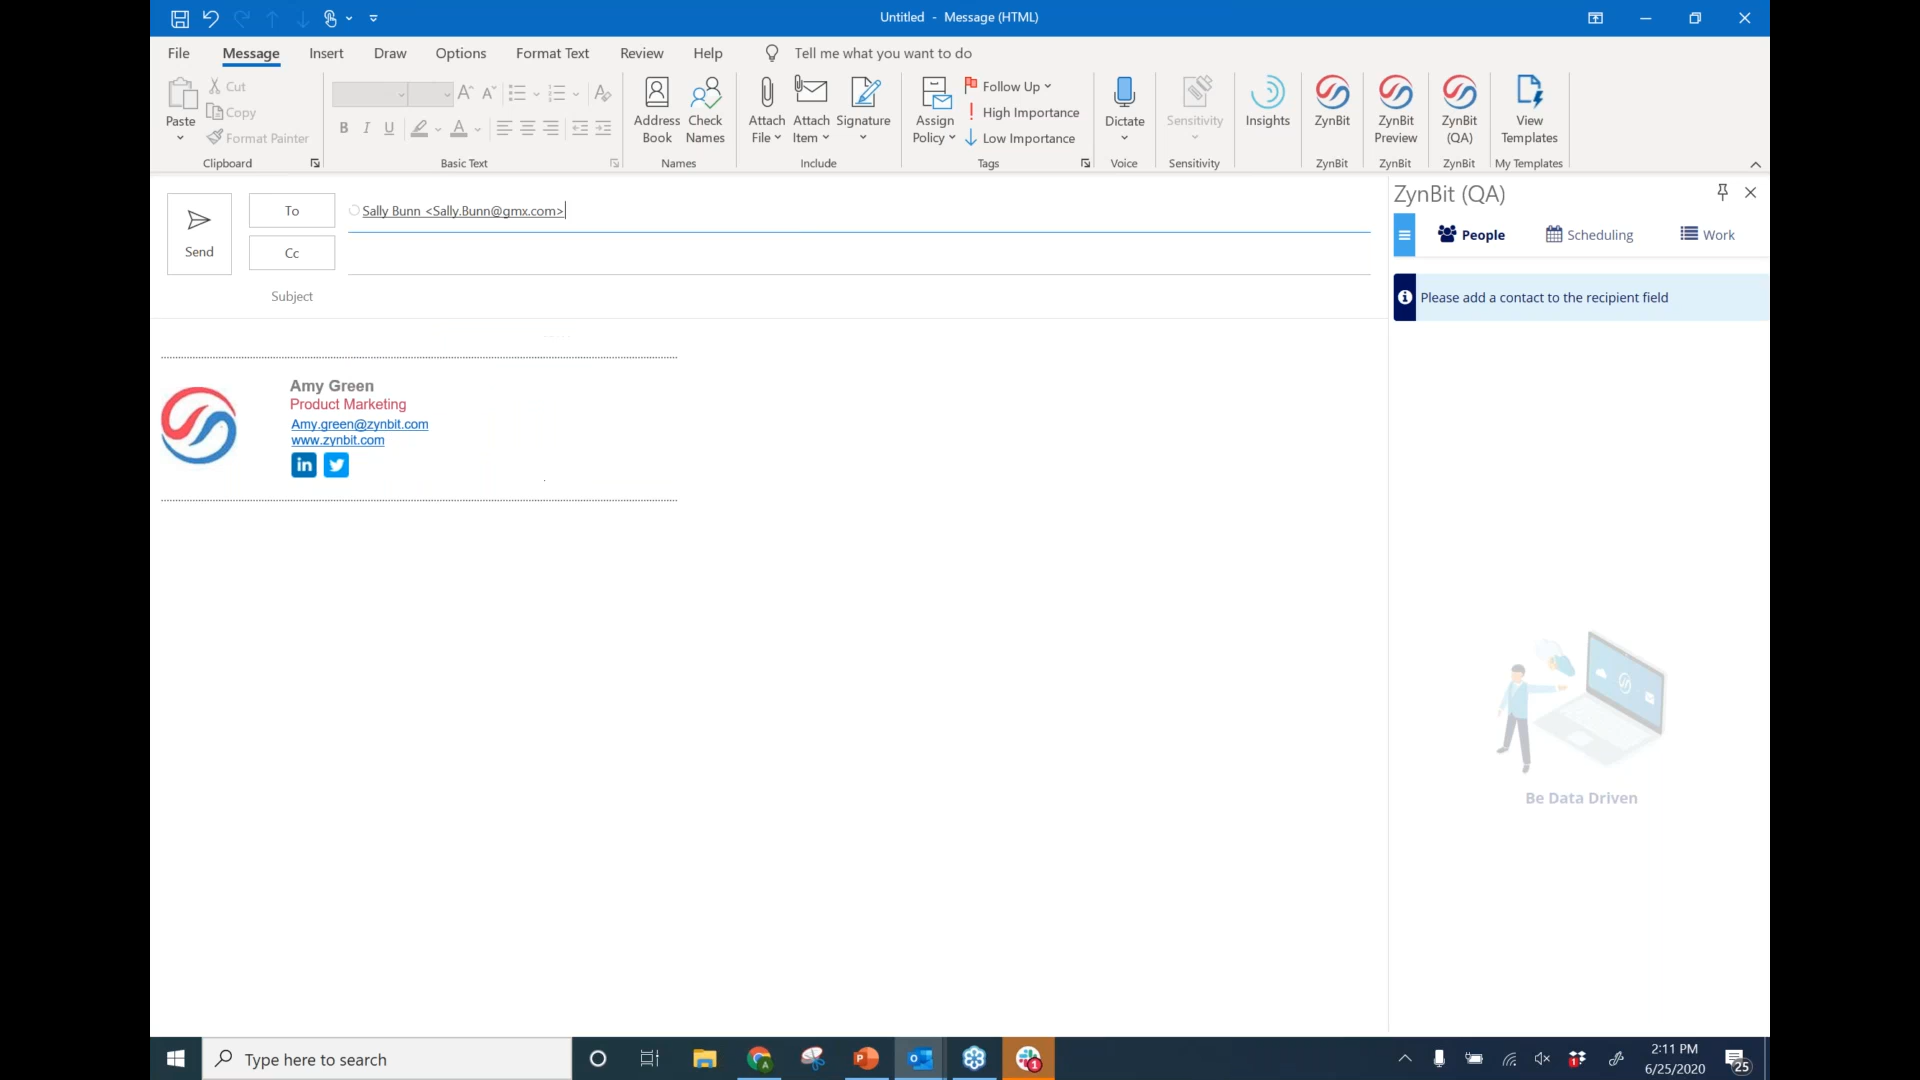 Untitled - Message (HTML)
File Message Insert Draw Options Format Text Review Help Tell me what you want to do
Paste
Cut
Copy
Format Painter
Clipboard
B I U
Basic Text
Address Book
Check Names
Names
Attach File
Attach Item
Signature
Include
Assign Policy
Follow Up
High Importance
Low Importance
Tags
Dictate
Voice
Sensitivity
Sensitivity
Insights
ZynBit
ZynBit
ZynBit Preview
ZynBit
ZynBit (QA)
ZynBit
View Templates
My Templates
Send
To
Sally Bunn <Sally.Bunn@gmx.com>
Cc
Subject
Amy Green
Product Marketing
Amy.green@zynbit.com
www.zynbit.com
in
ZynBit (QA)
People Scheduling Work
Please add a contact to the recipient field
Be Data Driven
Type here to search
2:11 PM
6/25/2020
25